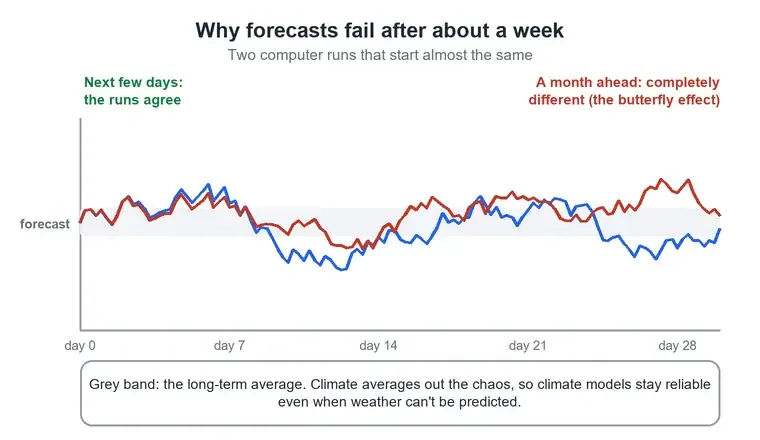 Why forecasts fail after about a week
Two computer runs that start almost the same
Next few days:
the runs agree
A month ahead: completely
different (the butterfly effect)
forecast
day 0
day 7
day 14
day 21
day 28
Grey band: the long-term average. Climate averages out the chaos, so climate models stay reliable
even when weather can't be predicted.